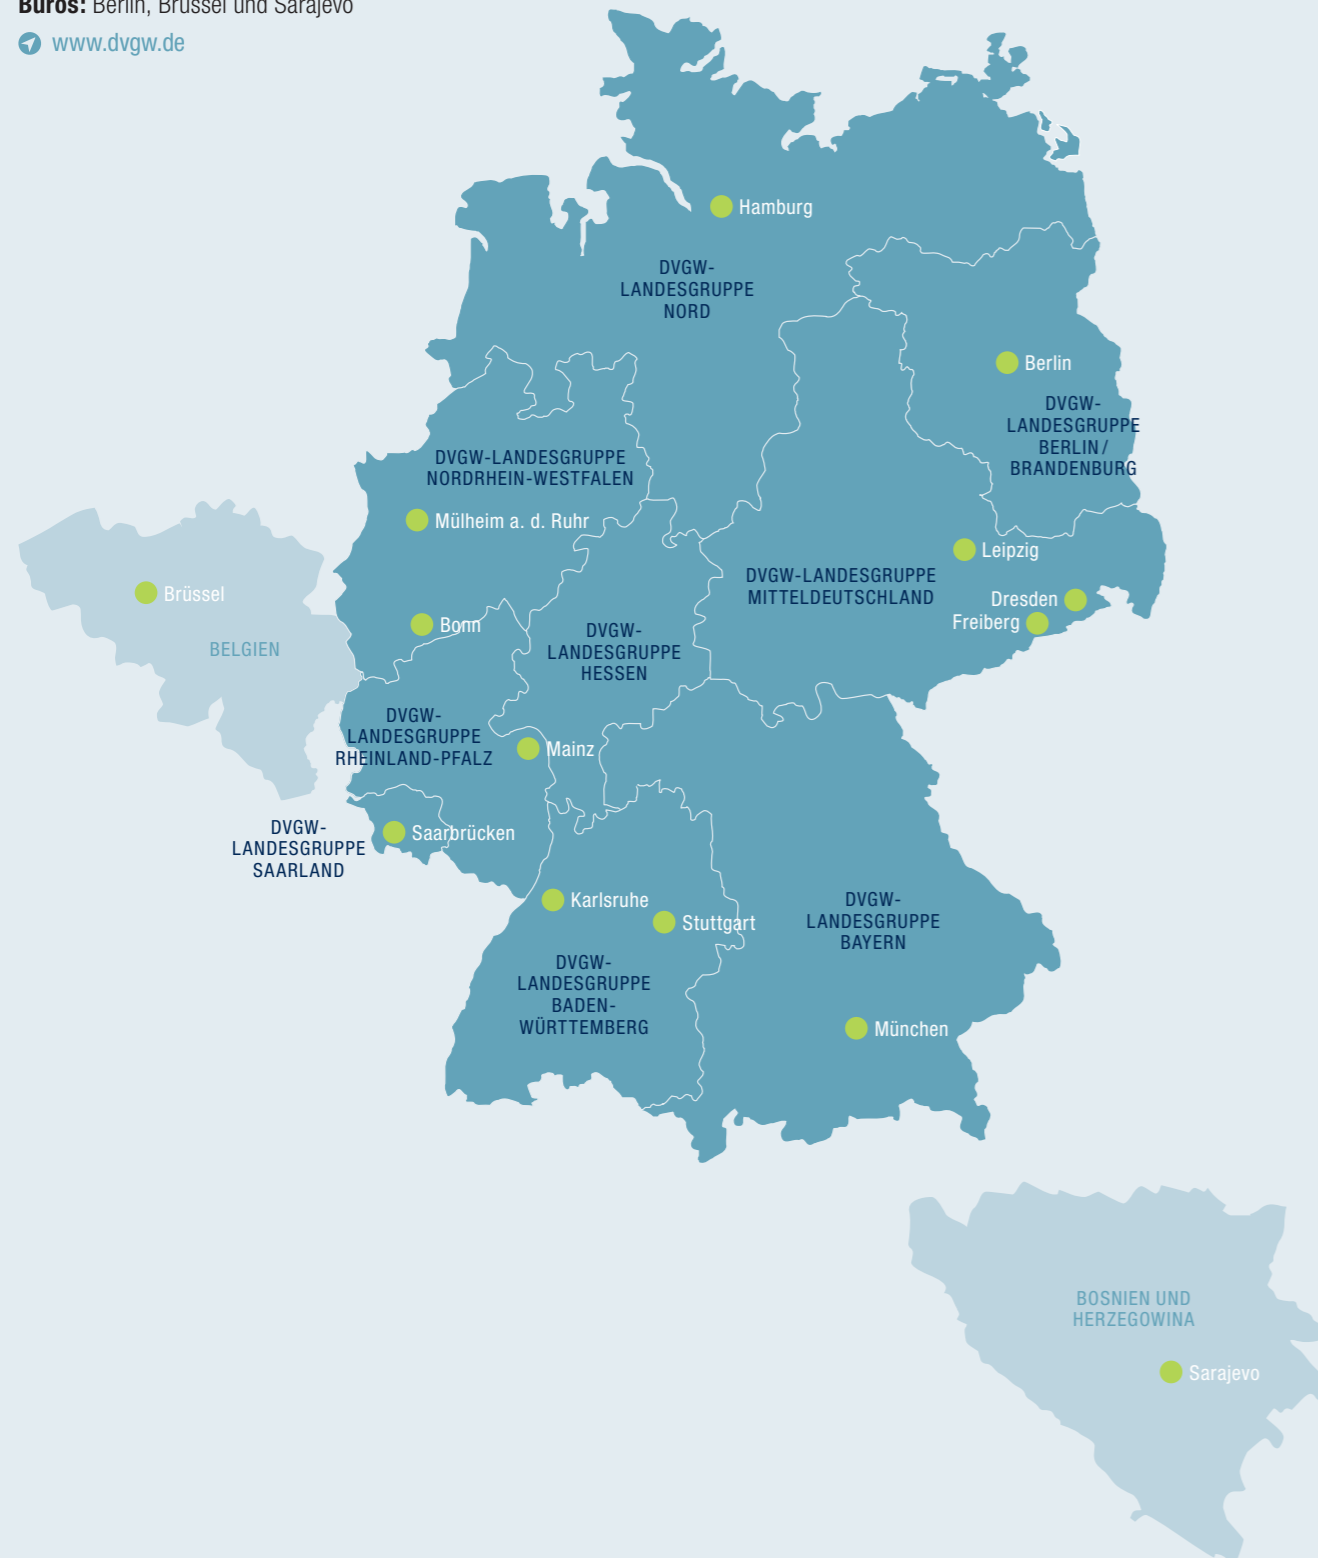 Büros: Berlin, Brüssel und Sarajevo
www.dvgw.de
Hamburg
DVGW-
LANDESGRUPPE
NORD
Berlin
DVGW-
LANDESGRUPPE
BERLIN/
BRANDENBURG
DVGW-LANDESGRUPPE
NORDRHEIN-WESTFALEN
Mülheim a. d. Ruhr
Leipzig
DVGW-LANDESGRUPPE
MITTELDEUTSCHLAND
Dresden
Freiberg
Brüssel
BELGIEN
Bonn
DVGW-
LANDESGRUPPE
HESSEN
DVGW-
LANDESGRUPPE
RHEINLAND-PFALZ
Mainz
DVGW-
LANDESGRUPPE
SAARLAND
Saarbrücken
Karlsruhe
Stuttgart
DVGW-
LANDESGRUPPE
BAYERN
DVGW-
LANDESGRUPPE
BADEN-
WÜRTTEMBERG
München
BOSNIEN UND
HERZEGOWINA
Sarajevo